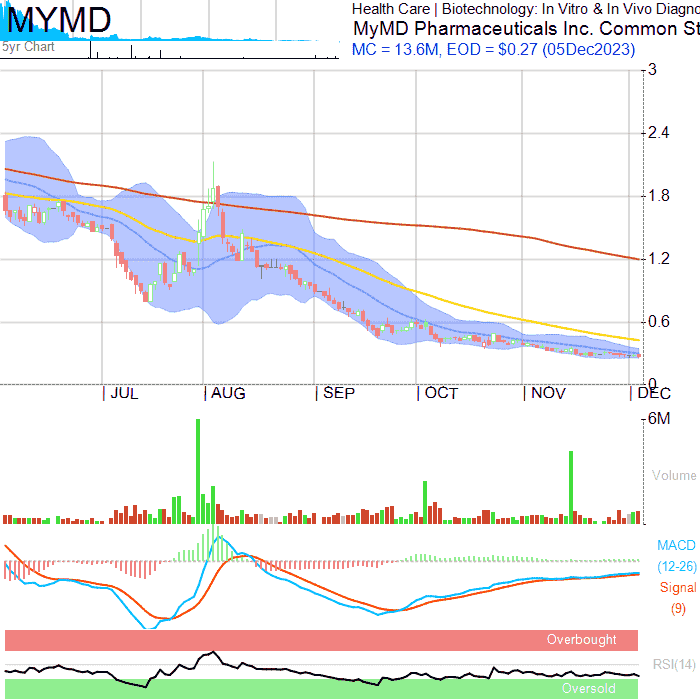 MYMD
5yr Chart
Health Care | Biotechnology: In Vitro & In Vivo Diagno
MyMD Pharmaceuticals Inc. Common St
MC = 13.6M, EOD = $0.27 (05Dec2023)
3
2.4
1.8
1.2
0.6
0
JUL
AUG
SEP
OCT
NOV
DEC
6M
Volume
MACD
(12-26)
Signal
(9)
Overbought
RSI(14)
Oversold